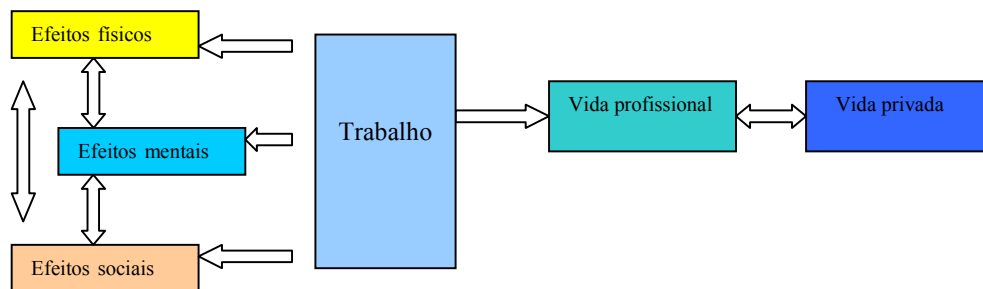 Efeitos físicos
Efeitos mentais
Efeitos sociais
Trabalho
Vida profissional
Vida privada